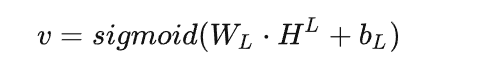 v = sigmoid(W_L · H^L + b_L)